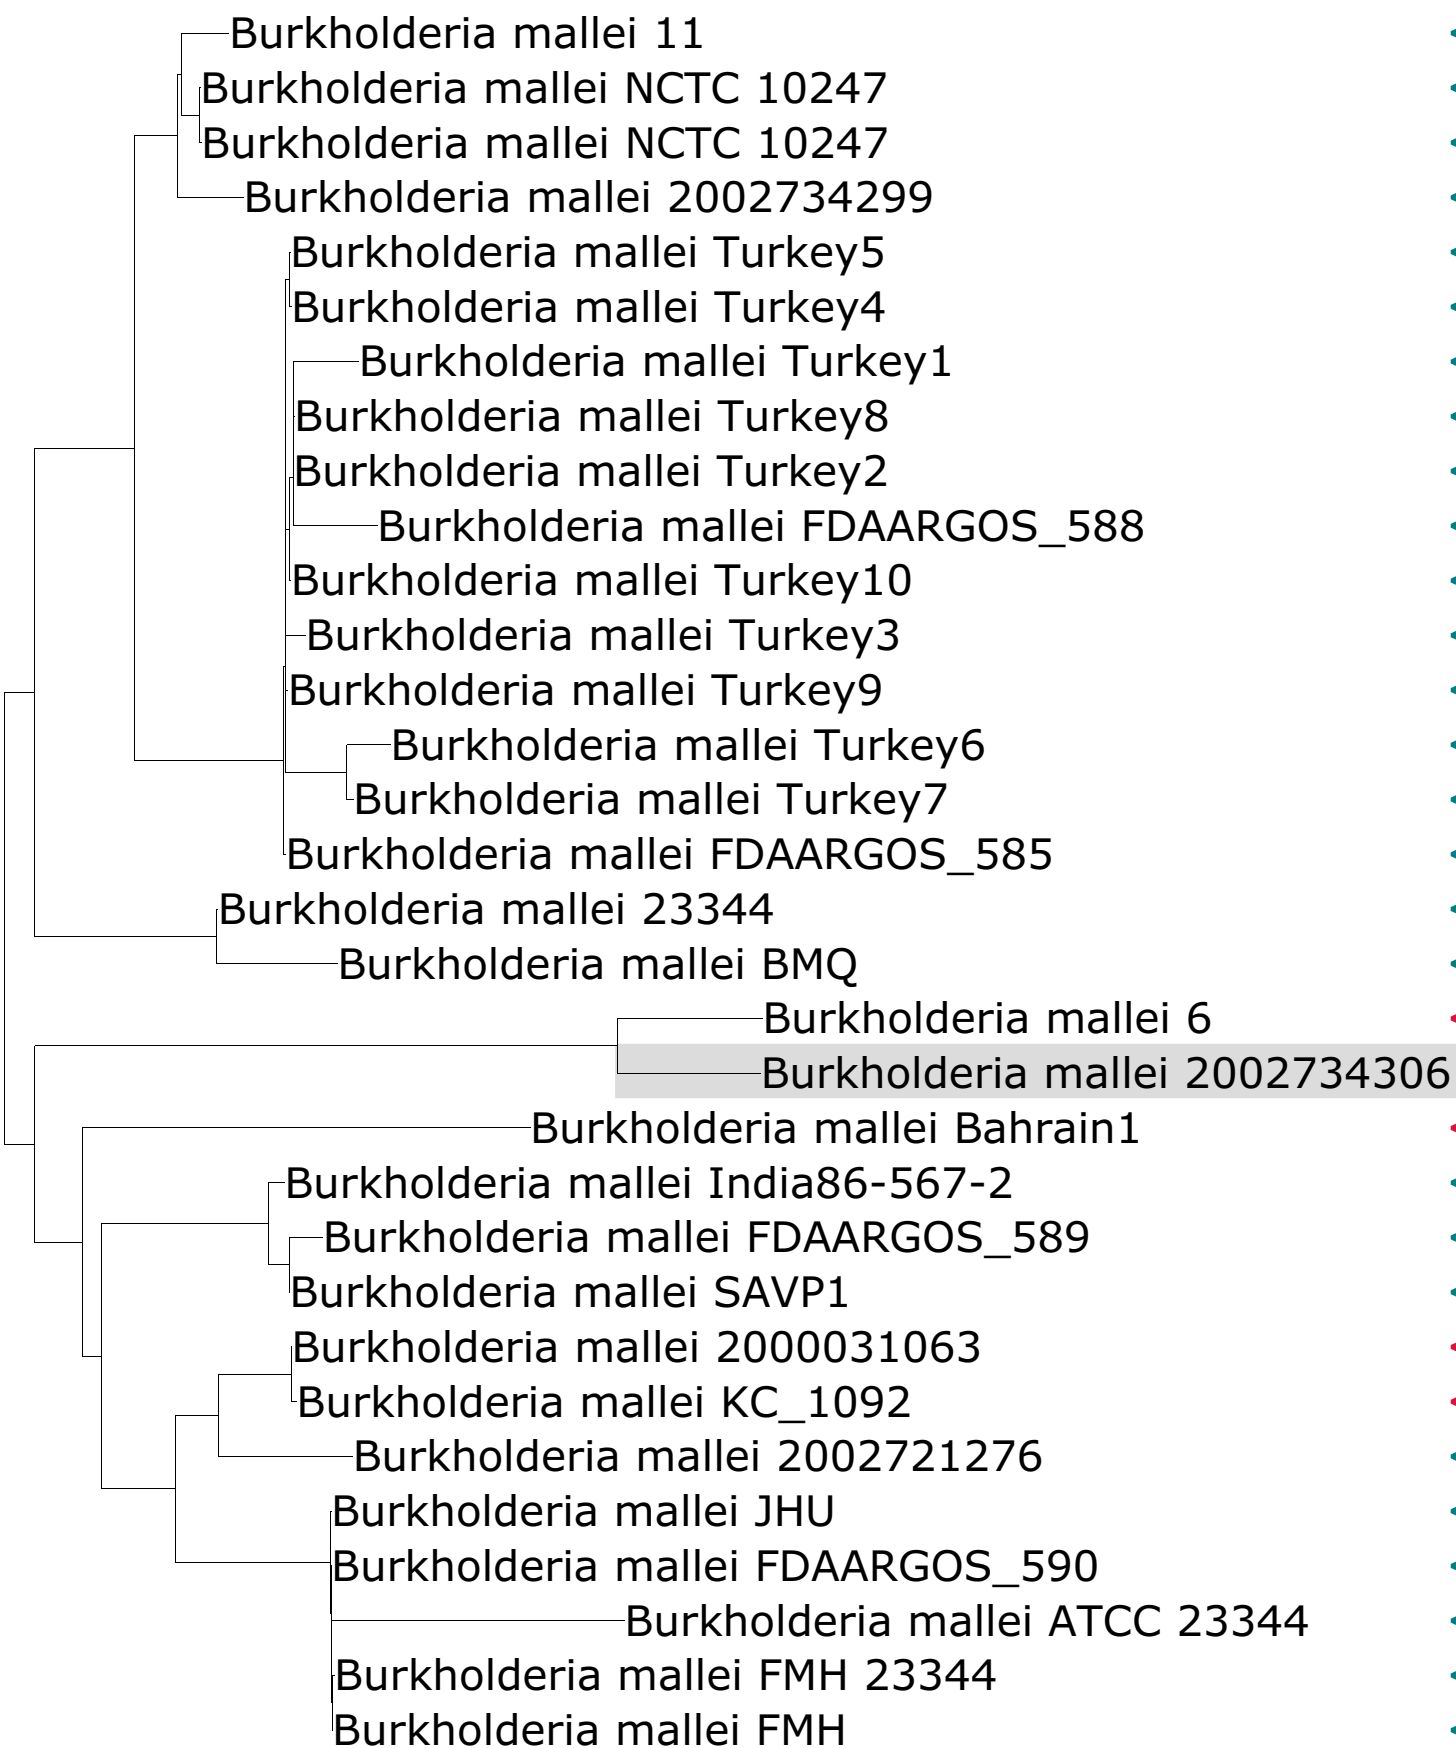 Burkholderia mallei 11
Burkholderia mallei NCTC 10247
Burkholderia mallei NCTC 10247
Burkholderia mallei 2002734299
Burkholderia mallei Turkey5
Burkholderia mallei Turkey4
Burkholderia mallei Turkey1
Burkholderia mallei Turkey8
Burkholderia mallei Turkey2
Burkholderia mallei FDAARGOS_588
Burkholderia mallei Turkey10
Burkholderia mallei Turkey3
Burkholderia mallei Turkey9
Burkholderia mallei Turkey6
Burkholderia mallei Turkey7
Burkholderia mallei FDAARGOS_585
Burkholderia mallei 23344
Burkholderia mallei BMQ
Burkholderia mallei 6
Burkholderia mallei 2002734306
Burkholderia mallei Bahrain1
Burkholderia mallei India86-567-2
Burkholderia mallei FDAARGOS_589
Burkholderia mallei SAVP1
Burkholderia mallei 2000031063
Burkholderia mallei KC_1092
Burkholderia mallei 2002721276
Burkholderia mallei JHU
Burkholderia mallei FDAARGOS_590
Burkholderia mallei ATCC 23344
Burkholderia mallei FMH 23344
Burkholderia mallei FMH